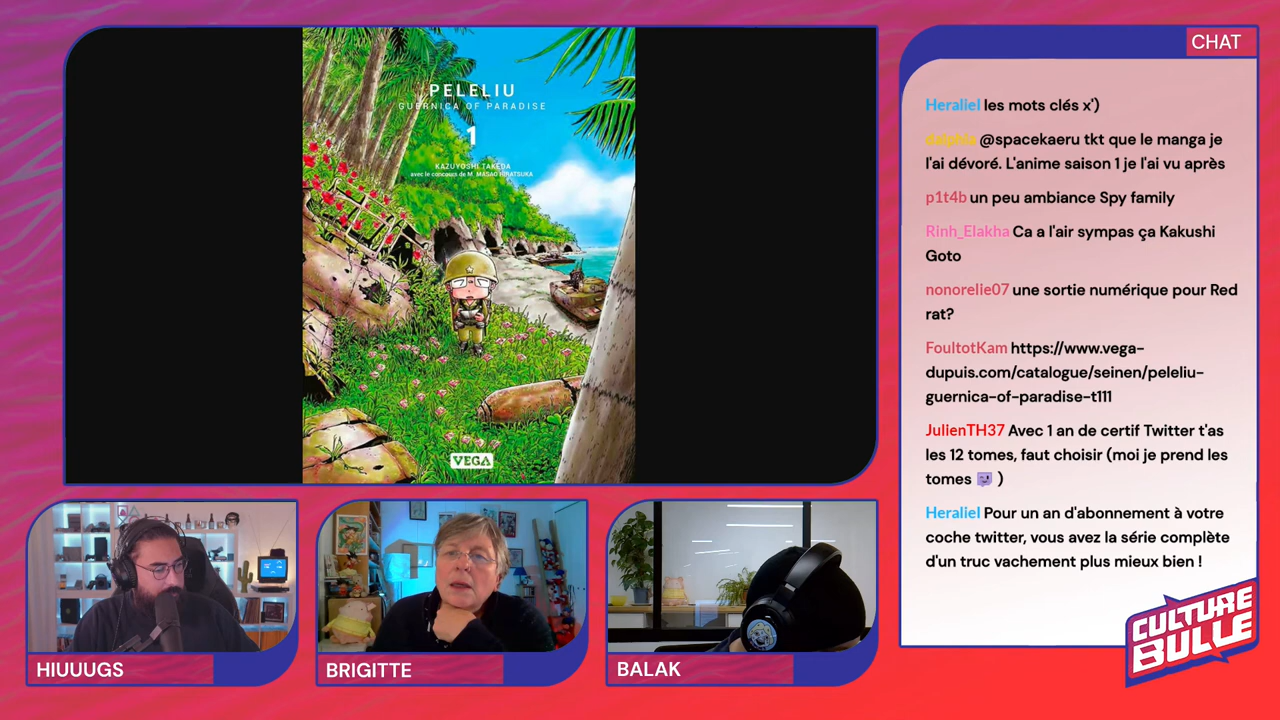 PELELIU
GUERNICA OF PARADISE
1
KAZUYOSHI TAKEDA
avec le concours de M. MASAO HIRATSUKA
VEGA
HIUUUGS
BRIGITTE
BALAK
CHAT
Heraliel les mots clés x')
dalphia @spacekaeru tkt que le manga je
l'ai dévoré. L'anime saison 1 je l'ai vu après
p1t4b un peu ambiance Spy family
Rinh_Elakha Ca a l'air sympas ça Kakushi
Goto
nonorelie07 une sortie numérique pour Red
rat?
FoultotKam https://www.vega-
dupuis.com/catalogue/seinen/peleliu-
guernica-of-paradise-t111
JulienTH37 Avec 1 an de certif Twitter t'as
les 12 tomes, faut choisir (moi je prend les
tomes )
Heraliel Pour un an d'abonnement à votre
coche twitter, vous avez la série complète
d'un truc vachement plus mieux bien !
CULTURE
BULLE